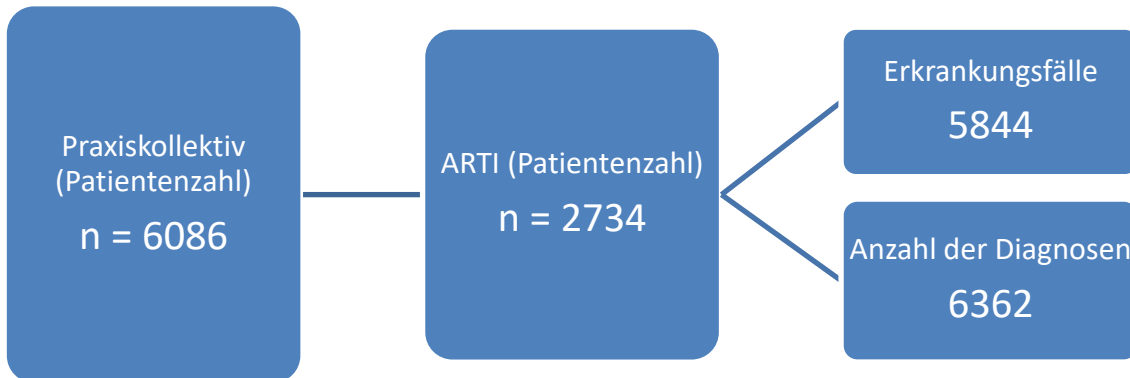 Praxiskollektiv
(Patientenzahl)
n = 6086
ARTI (Patientenzahl)
n = 2734
Erkrankungsfälle
5844
Anzahl der Diagnosen
6362